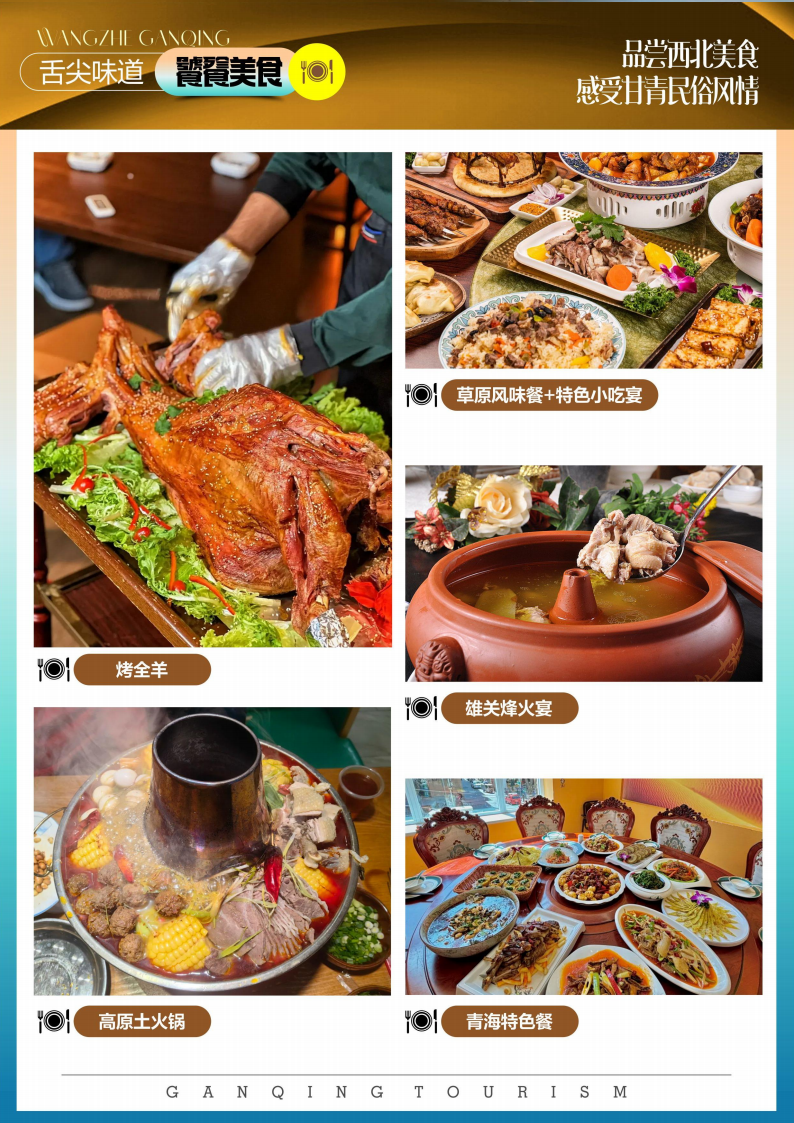 WANGZHE GANQING
舌尖味道
饕餮美食
品尝西北美食
感受甘青民俗风情
烤全羊
草原风味餐+特色小吃宴
雄关烽火宴
高原土火锅
青海特色餐
GANQING TOURISM